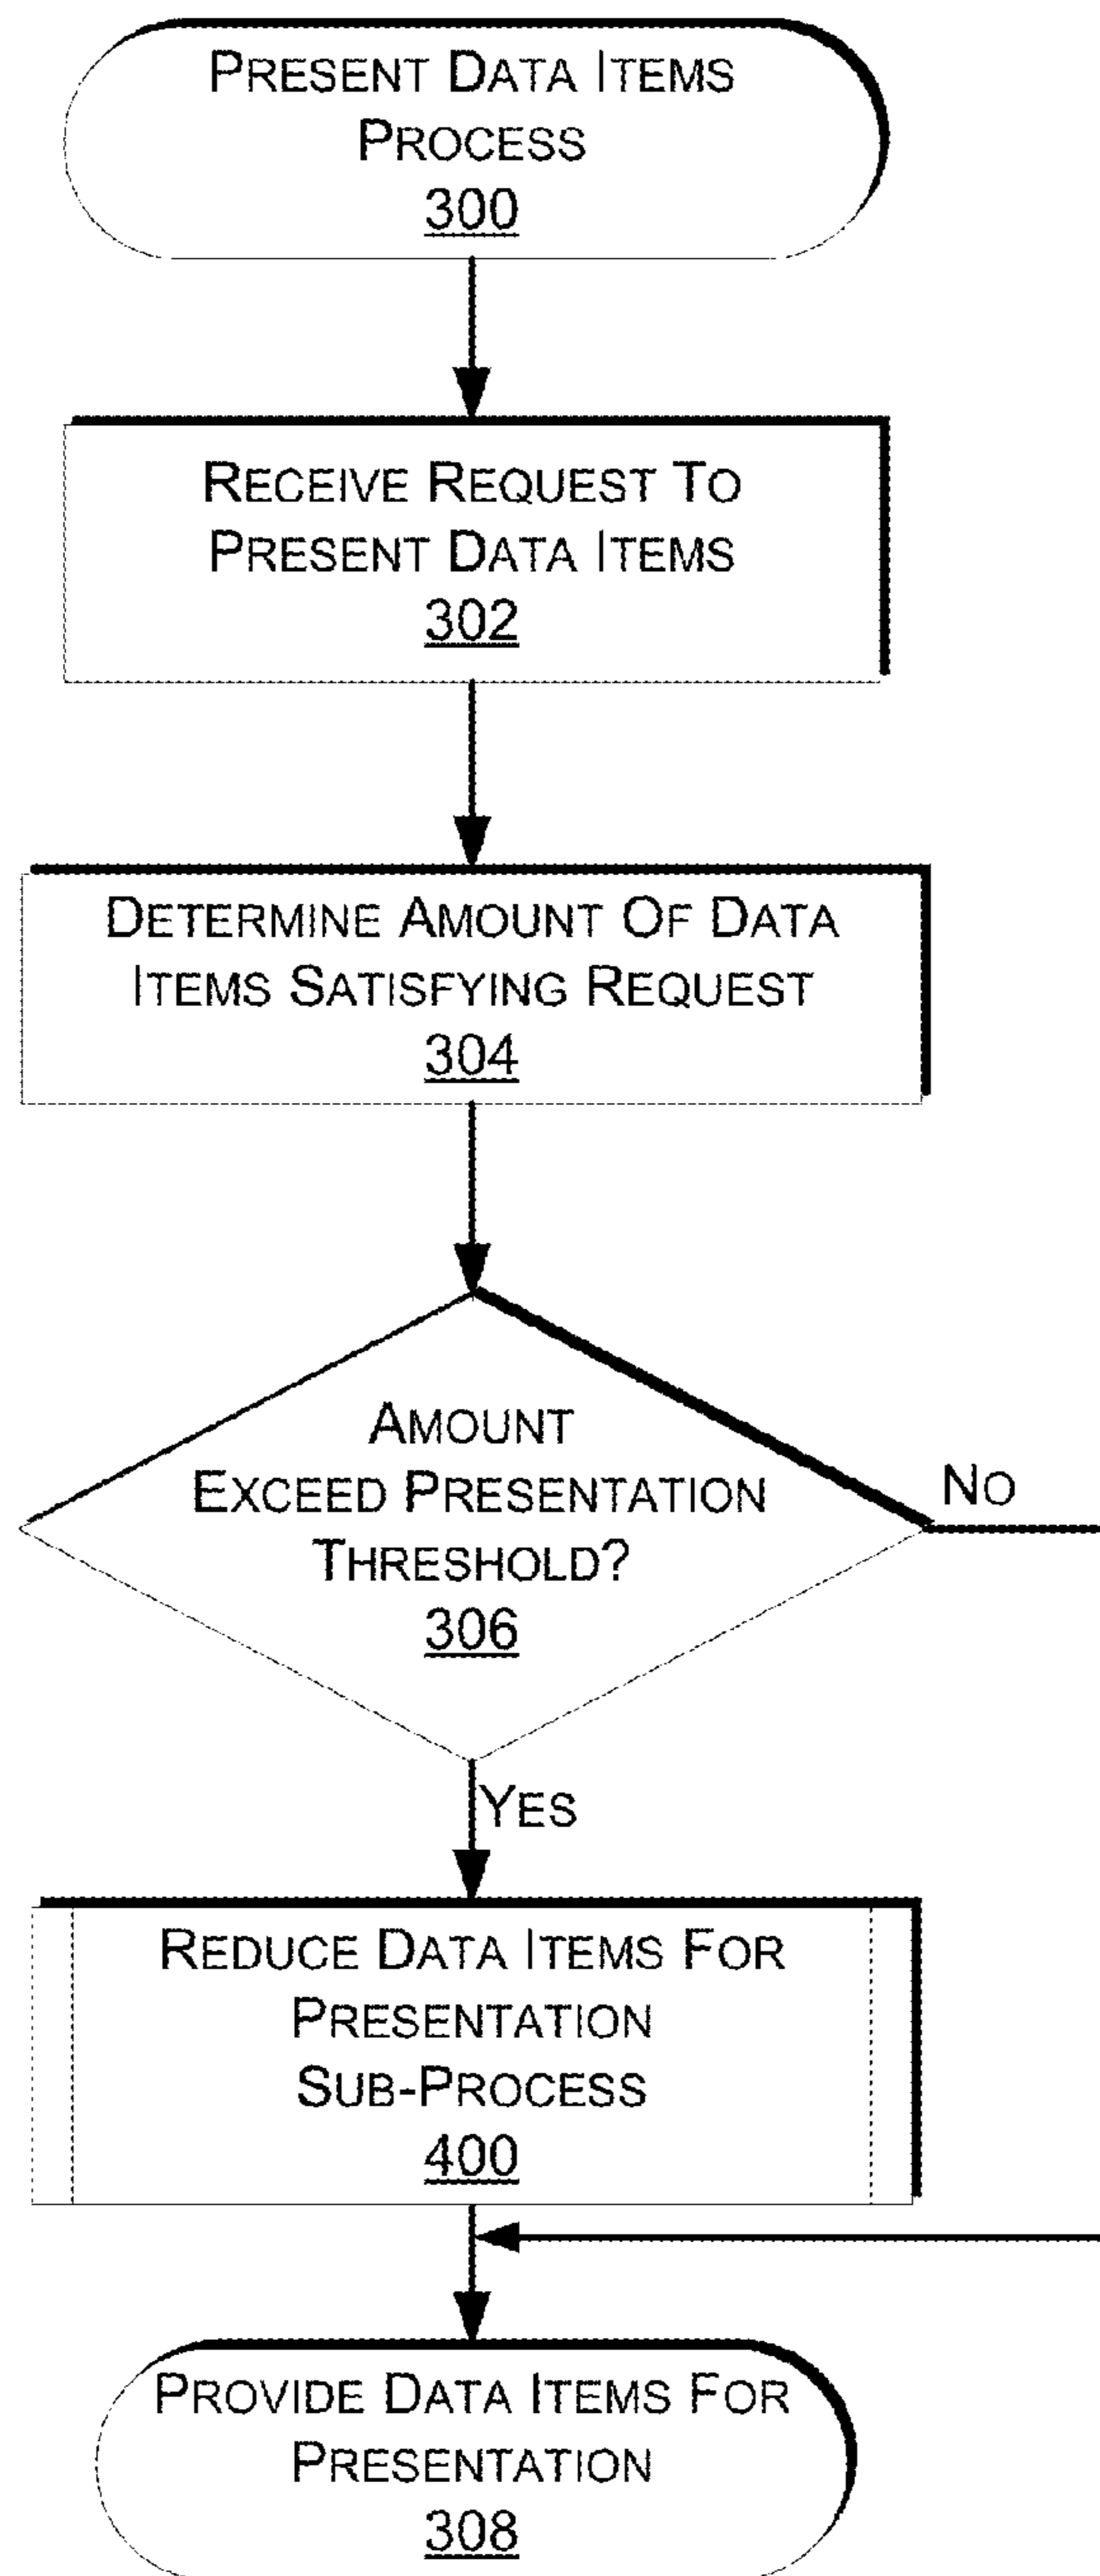 PRESENT DATA ITEMS
PROCESS
300
RECEIVE REQUEST TO
PRESENT DATA ITEMS
302
DETERMINE AMOUNT OF DATA
ITEMS SATISFYING REQUEST
304
AMOUNT
EXCEED PRESENTATION
THRESHOLD?
306
NO
YES
REDUCE DATA ITEMS FOR
PRESENTATION
SUB-PROCESS
400
PROVIDE DATA ITEMS FOR
PRESENTATION
308